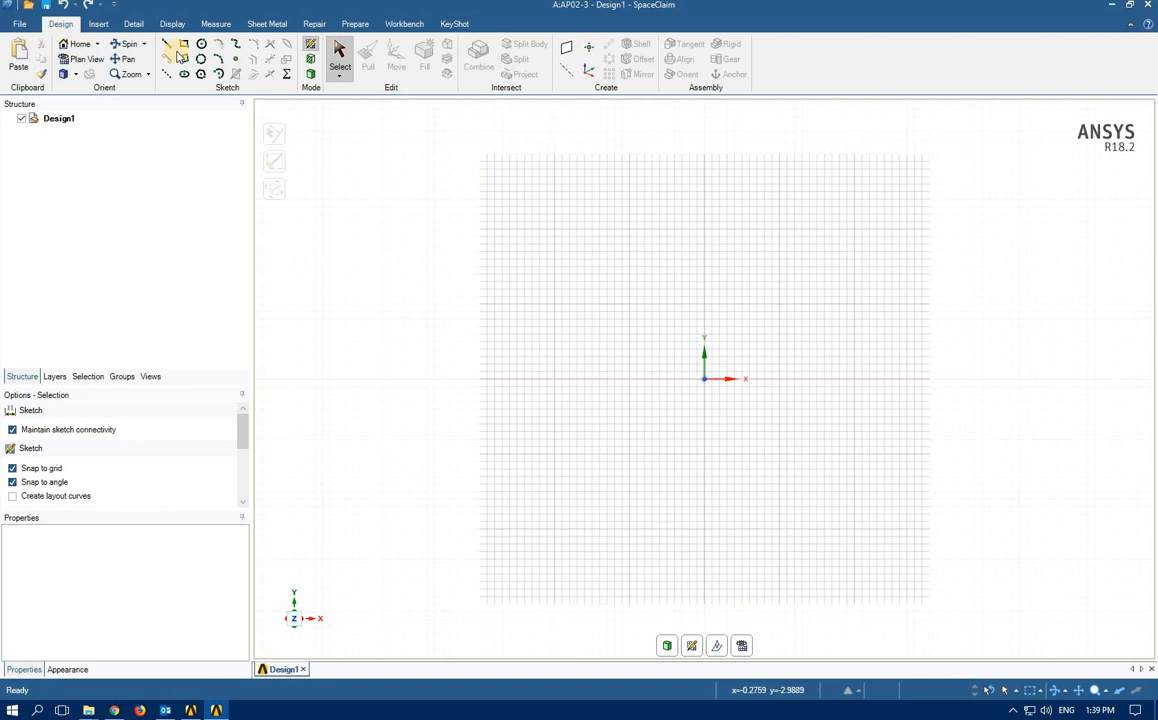 A:AP02-3 - Design1 - SpaceClaim
File Design Insert Detail Display Measure Sheet Metal Repair Prepare Workbench KeyShot
Paste Home Spin Plan View Pan Zoom Select Pull Move Fill Combine Split Body Split Project Shell Offset Mirror Tangent Rigid Align Gear Orient Anchor
Clipboard Orient Sketch Mode Edit Intersect Create Assembly
Structure
Design1
ANSYS
R18.2
Y
X
Structure Layers Selection Groups Views
Options - Selection
Sketch
Maintain sketch connectivity
Sketch
Snap to grid
Snap to angle
Create layout curves
Properties
Y
Z X
Properties Appearance
Design1
Ready
x=-0.2759 y=-2.9889
ENG 1:39 PM